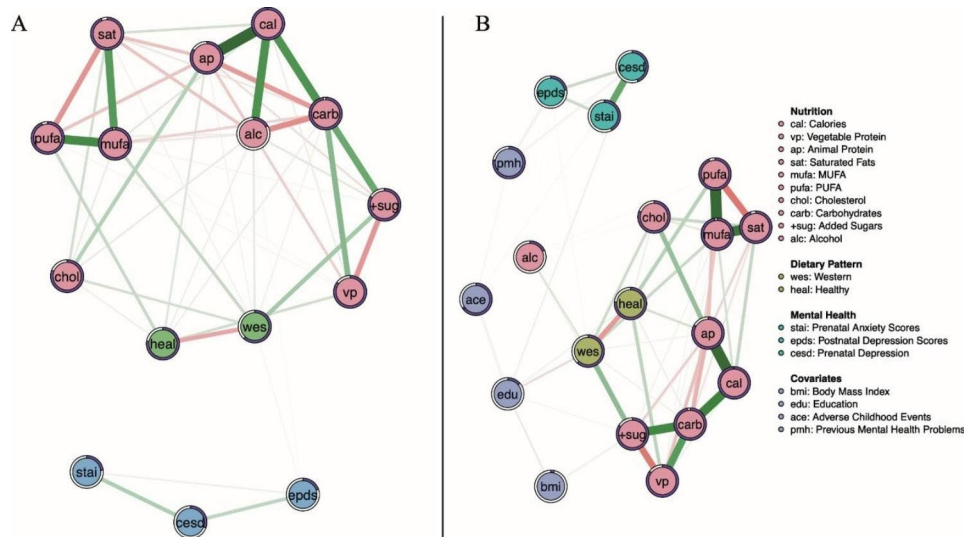 A
cal
sat
ap
carb
alc
pufa
mufa
+sug
chol
vp
wes
heal
stai
epds
cesd
B
cesd
epds
stai
pmh
pufa
chol
mufa
sat
alc
ace
heal
ap
wes
cal
edu
carb
+sug
vp
bmi
Nutrition
cal: Calories
vp: Vegetable Protein
ap: Animal Protein
sat: Saturated Fats
mufa: MUFA
pufa: PUFA
chol: Cholesterol
carb: Carbohydrates
+sug: Added Sugars
alc: Alcohol
Dietary Pattern
wes: Western
heal: Healthy
Mental Health
stai: Prenatal Anxiety Scores
epds: Postnatal Depression Scores
cesd: Prenatal Depression
Covariates
bmi: Body Mass Index
edu: Education
ace: Adverse Childhood Events
pmh: Previous Mental Health Problems